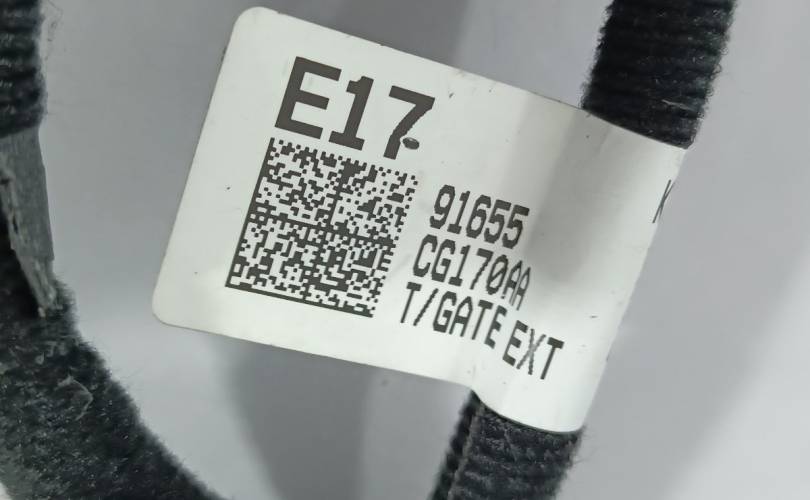 E17
91655
CG170AA
T/GATE EXT
K